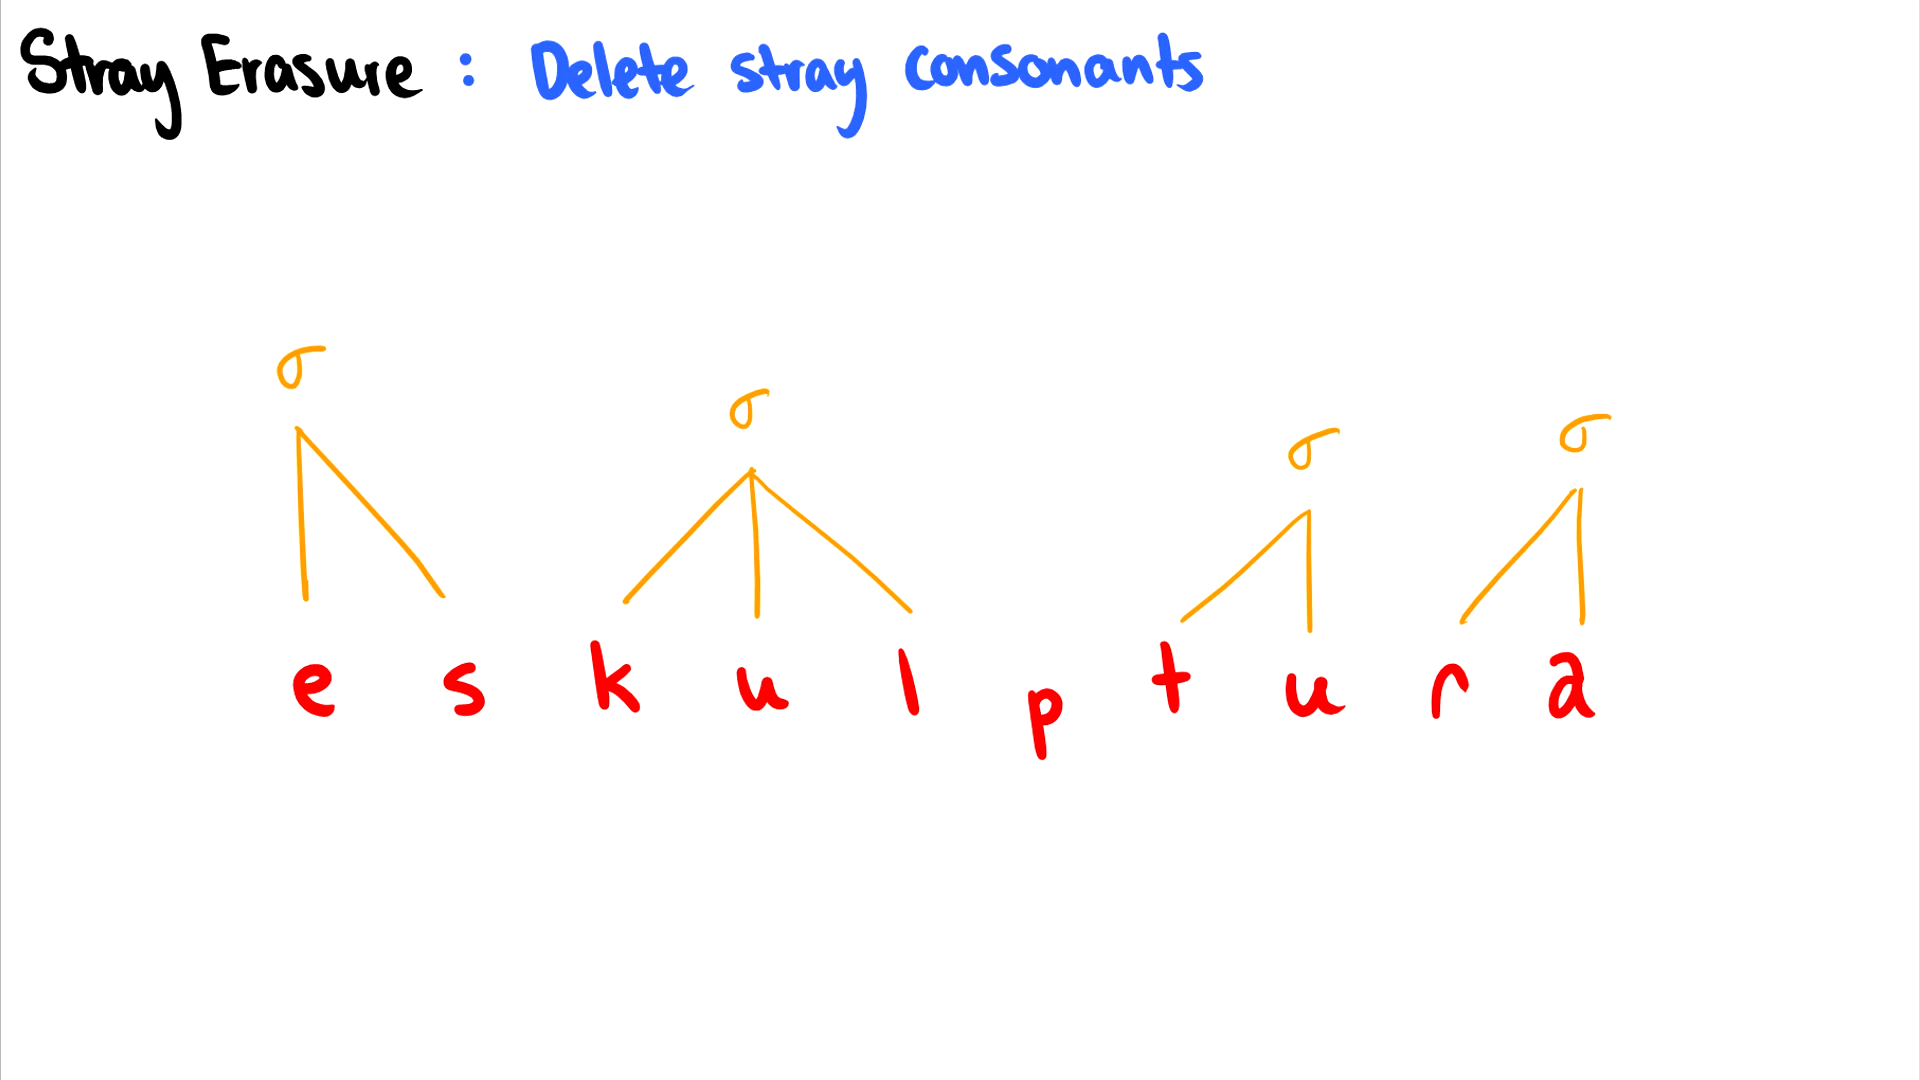 Stray Erasure : Delete stray consonants
σ σ σ σ
e s k u l p t u r a